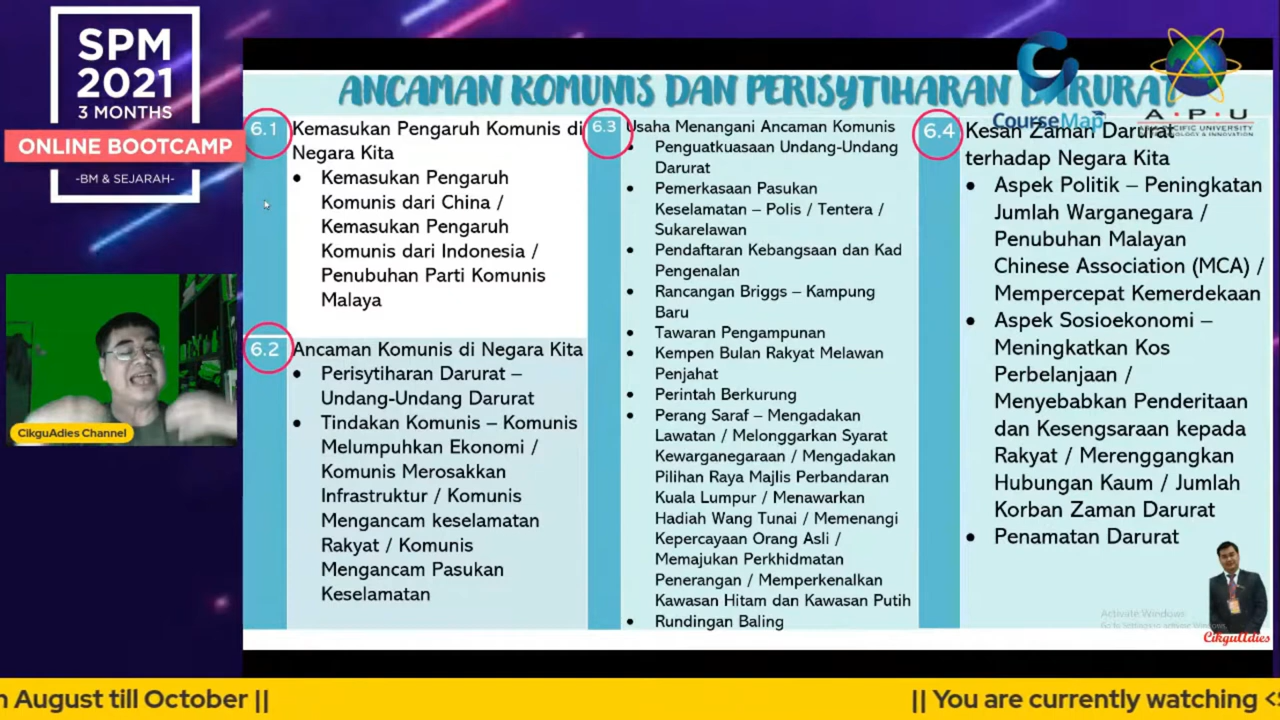 SPM
2021
3 MONTHS
ONLINE BOOTCAMP
-BM & SEJARAH-
CikguAdies Channel
ANCAMAN KOMUNIS DAN PERISYTIHARAN DARURAT
CourseMap
A · P · U
6.1
Kemasukan Pengaruh Komunis di
Negara Kita
• Kemasukan Pengaruh
Komunis dari China /
Kemasukan Pengaruh
Komunis dari Indonesia /
Penubuhan Parti Komunis
Malaya
6.2
Ancaman Komunis di Negara Kita
• Perisytiharan Darurat –
Undang-Undang Darurat
• Tindakan Komunis – Komunis
Melumpuhkan Ekonomi /
Komunis Merosakkan
Infrastruktur / Komunis
Mengancam keselamatan
Rakyat / Komunis
Mengancam Pasukan
Keselamatan
6.3
Usaha Menangani Ancaman Komunis
• Penguatkuasaan Undang-Undang
Darurat
• Pemerkasaan Pasukan
Keselamatan – Polis / Tentera /
Sukarelawan
• Pendaftaran Kebangsaan dan Kad
Pengenalan
• Rancangan Briggs – Kampung
Baru
• Tawaran Pengampunan
• Kempen Bulan Rakyat Melawan
Penjahat
• Perintah Berkurung
• Perang Saraf – Mengadakan
Lawatan / Melonggarkan Syarat
Kewarganegaraan / Mengadakan
Pilihan Raya Majlis Perbandaran
Kuala Lumpur / Menawarkan
Hadiah Wang Tunai / Memenangi
Kepercayaan Orang Asli /
Memajukan Perkhidmatan
Penerangan / Memperkenalkan
Kawasan Hitam dan Kawasan Putih
• Rundingan Baling
6.4
Kesan Zaman Darurat
terhadap Negara Kita
• Aspek Politik – Peningkatan
Jumlah Warganegara /
Penubuhan Malayan
Chinese Association (MCA) /
Mempercepat Kemerdekaan
• Aspek Sosioekonomi –
Meningkatkan Kos
Perbelanjaan /
Menyebabkan Penderitaan
dan Kesengsaraan kepada
Rakyat / Merenggangkan
Hubungan Kaum / Jumlah
Korban Zaman Darurat
• Penamatan Darurat
Activate Windows
CikguAdies
August till October ||
|| You are currently watching